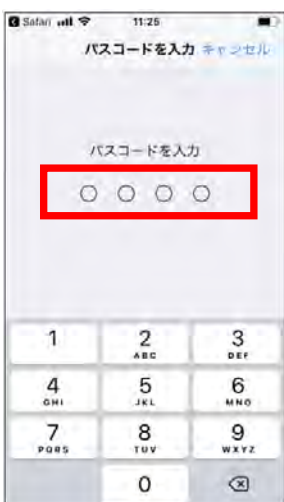 Safari 11:25
パスコードを入力 キャンセル
パスコードを入力
1 2 3
ABC DEF
4 5 6
GHI JKL MNO
7 8 9
PQRS TUV WXYZ
0